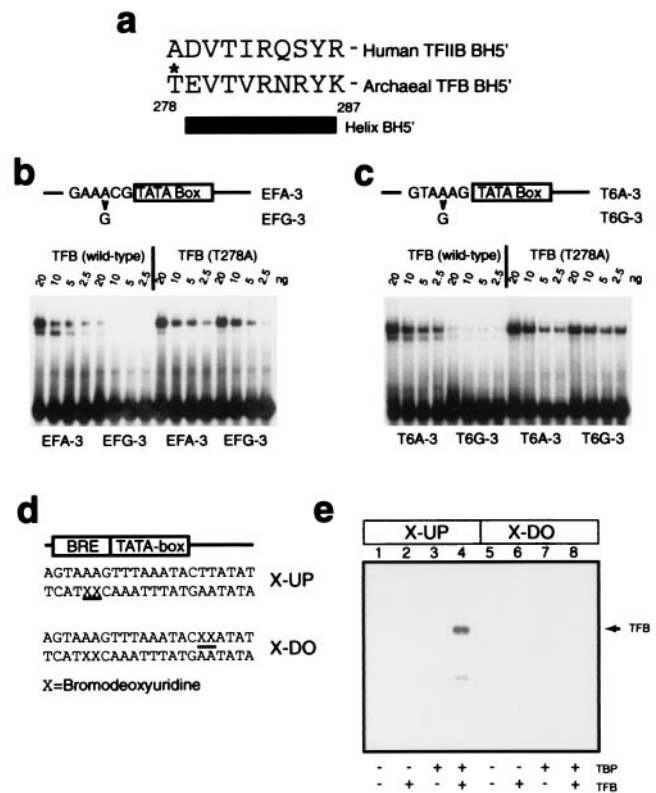 a
ADVTIRQSYR - Human TFIIB BH5'
*
TEVTVRNRYK - Archaeal TFB BH5'
278 287
Helix BH5'
b
GAAACG TATA Box EFA-3
G EFG-3
TFB (wild-type) TFB (T278A)
20 10 5 2.5 20 10 5 2.5 20 10 5 2.5 20 10 5 2.5 ng
EFA-3 EFG-3 EFA-3 EFG-3
c
GTAAAG TATA Box T6A-3
G T6G-3
TFB (wild-type) TFB (T278A)
20 10 5 2.5 20 10 5 2.5 20 10 5 2.5 20 10 5 2.5 ng
T6A-3 T6G-3 T6A-3 T6G-3
d
BRE TATA-box
AGTAAAGTTTAAATACTTATAT
TCATXXCAAATTTATGAATATA
X-UP
AGTAAAGTTTAAATACXXATAT
TCATXXCAAATTTATGAATATA
X-DO
X=Bromodeoxyuridine
e
X-UP X-DO
1 2 3 4 5 6 7 8
TFB
- - + + - - + + TBP
- + - + - + - + TFB